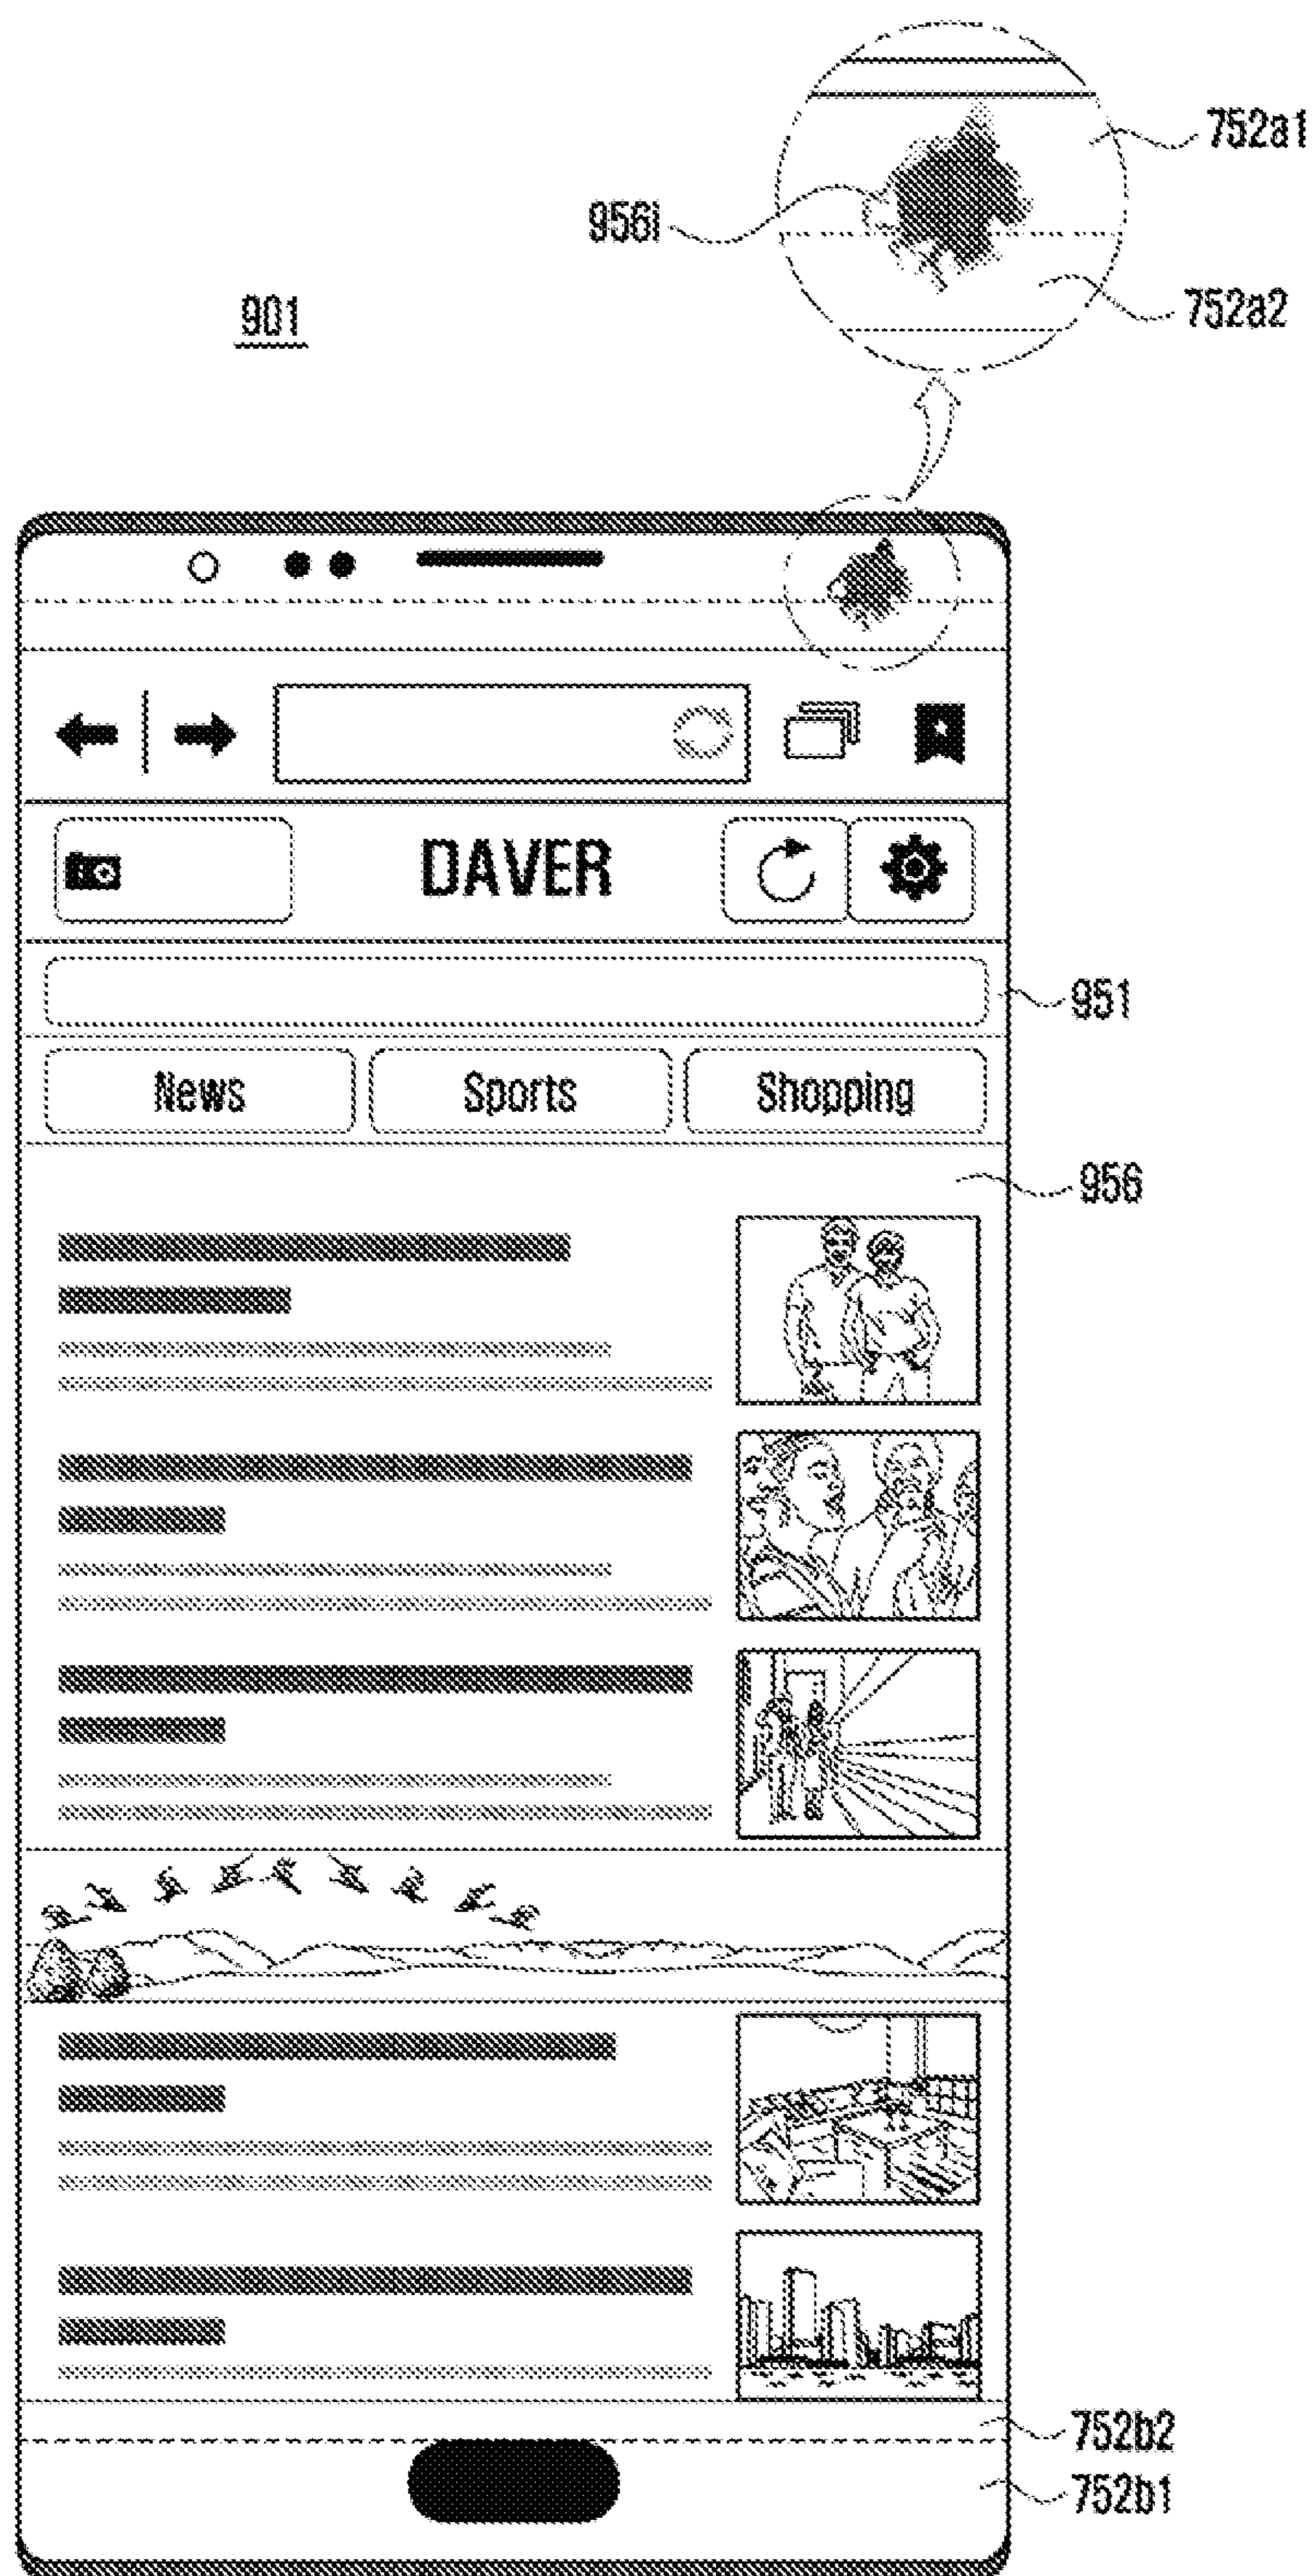 752a1
956i
752a2
901
DAVER
951
News Sports Shopping
956
752b2
752b1